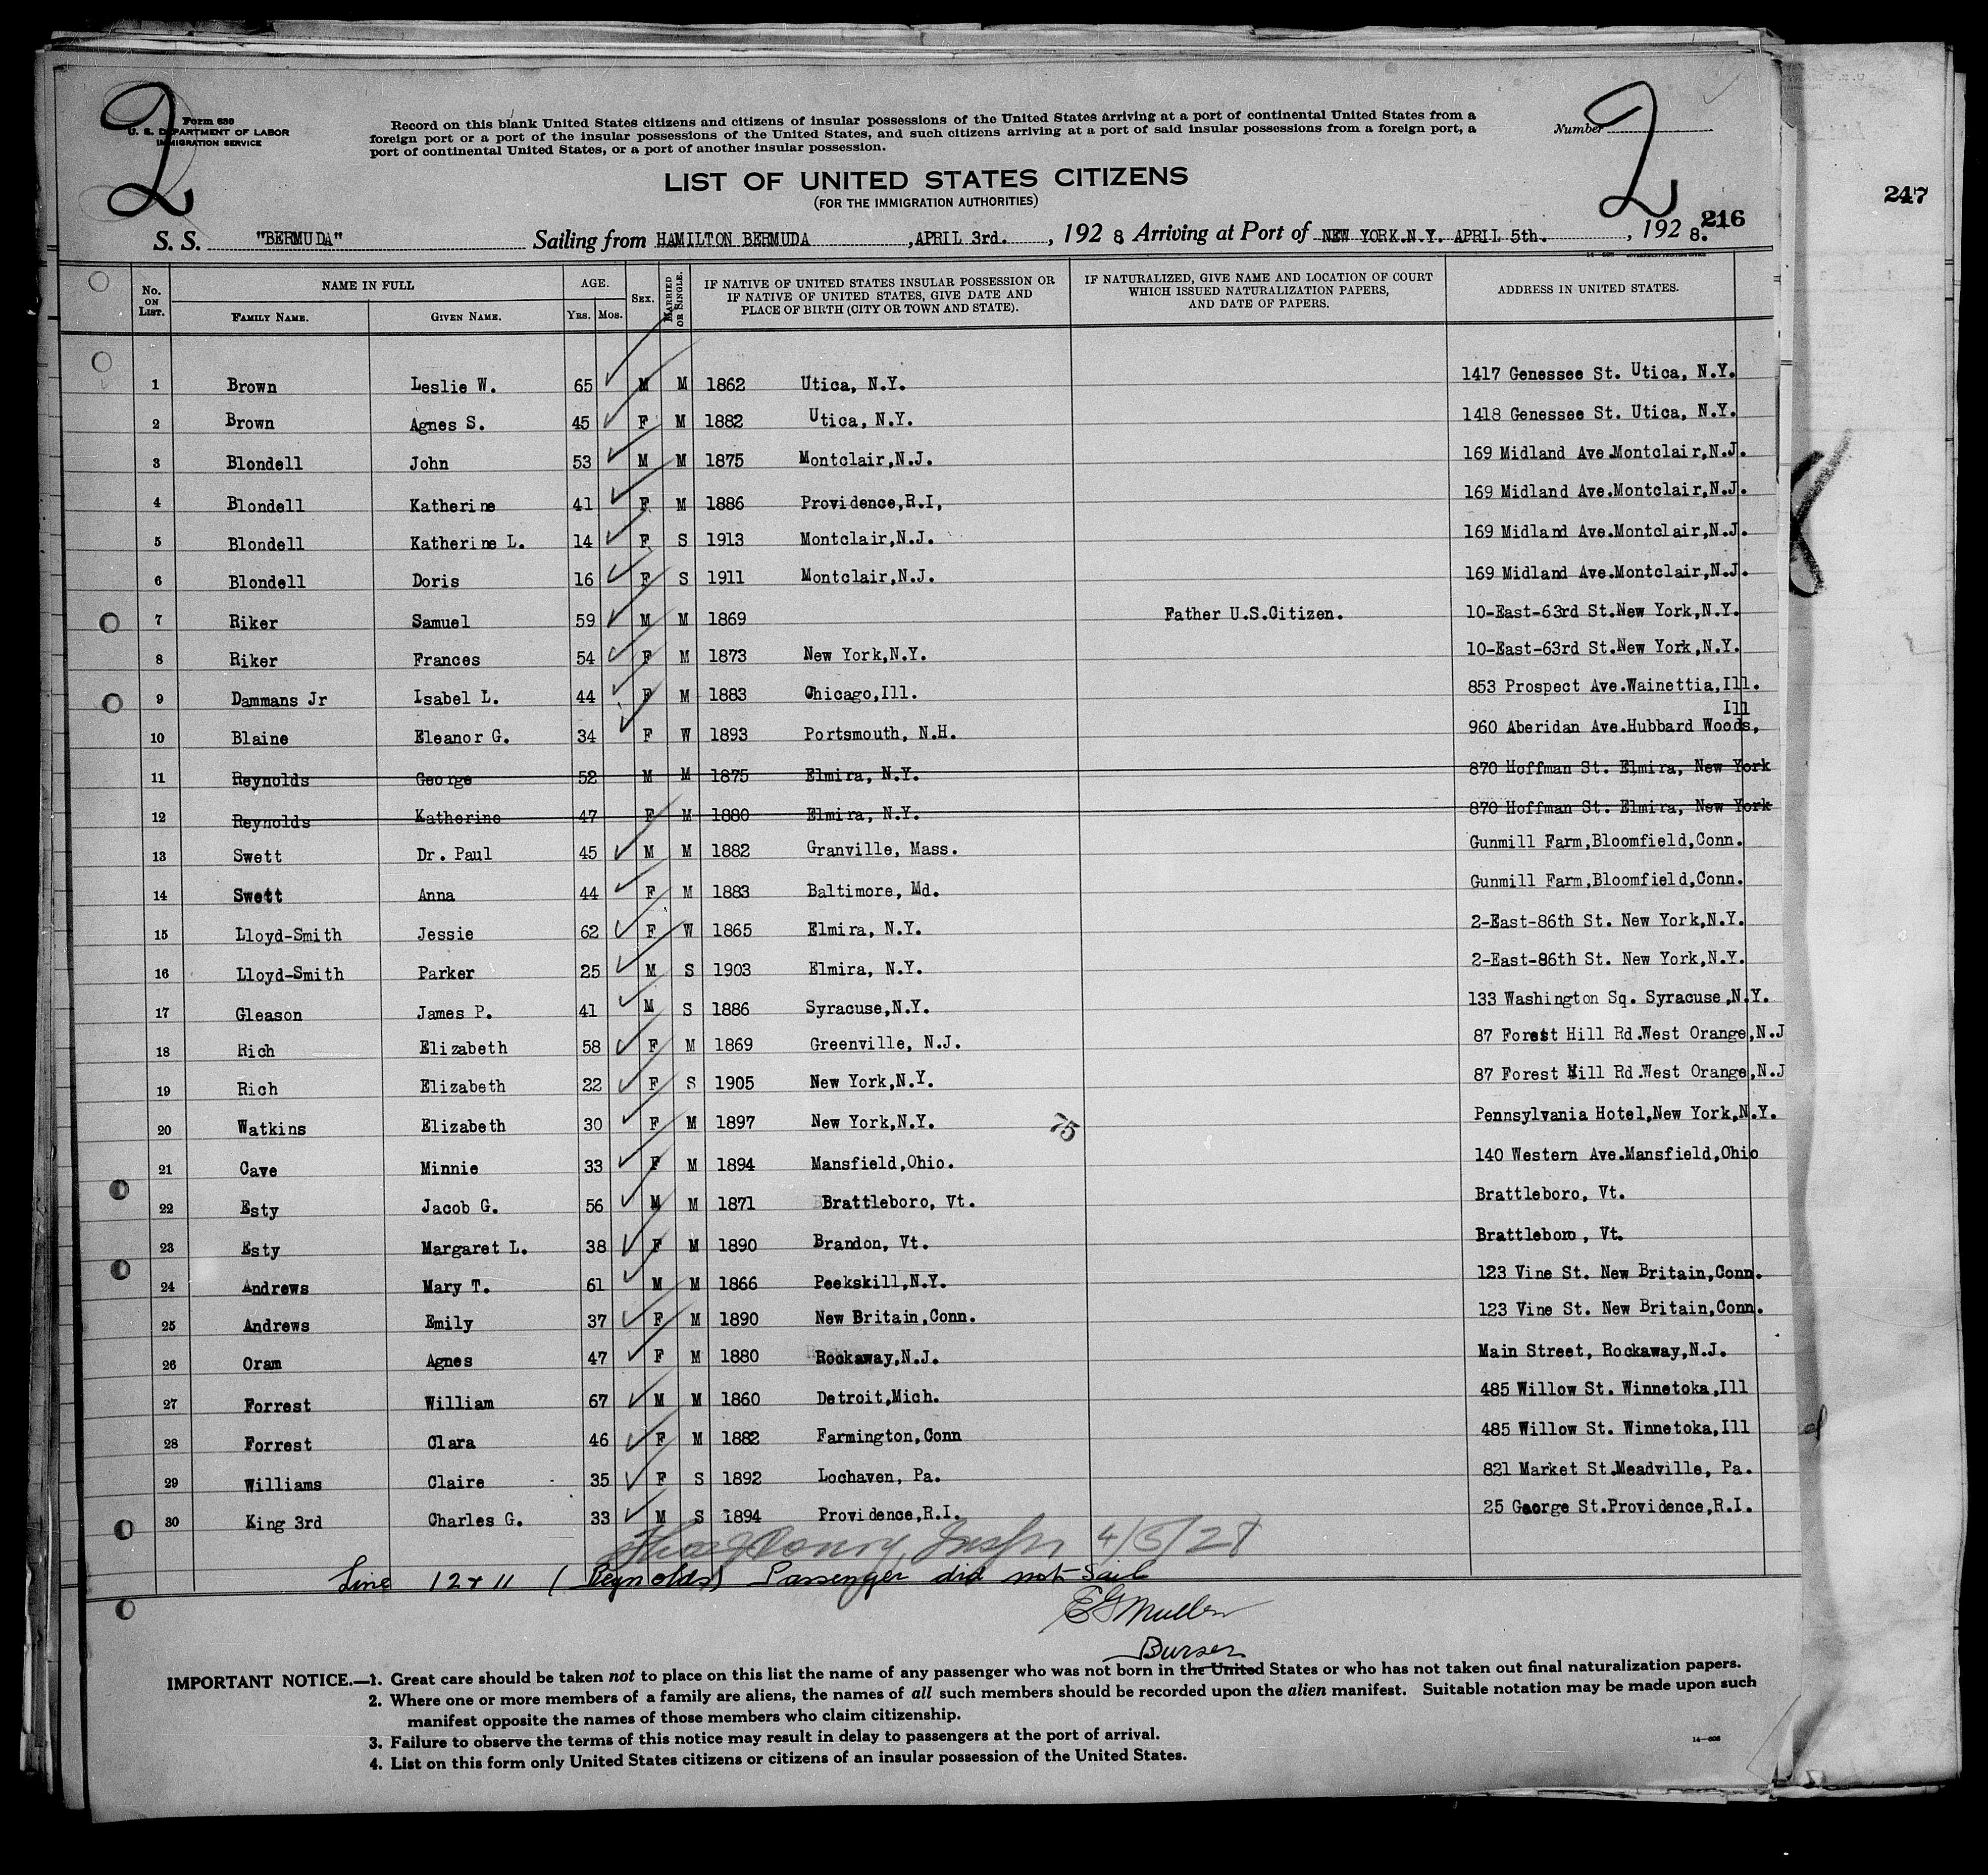 2
2
Form 630
U. S. DEPARTMENT OF LABOR
IMMIGRATION SERVICE
Record on this blank United States citizens and citizens of insular possessions of the United States arriving at a port of continental United States from a
foreign port or a port of the insular possessions of the United States, and such citizens arriving at a port of said insular possessions from a foreign port, a
port of continental United States, or a port of another insular possession.
Number
247
LIST OF UNITED STATES CITIZENS
(FOR THE IMMIGRATION AUTHORITIES)
216
S. S. "BERMUDA" Sailing from HAMILTON BERMUDA ,APRIL 3rd. , 192 8, Arriving at Port of NEW YORK.N.Y. APRIL 5th. , 192 8.
No. ON LIST. NAME IN FULL FAMILY NAME. GIVEN NAME. AGE. YRS. MOS. SEX. MARRIED OR SINGLE. IF NATIVE OF UNITED STATES INSULAR POSSESSION OR IF NATIVE OF UNITED STATES, GIVE DATE AND PLACE OF BIRTH (CITY OR TOWN AND STATE). IF NATURALIZED, GIVE NAME AND LOCATION OF COURT WHICH ISSUED NATURALIZATION PAPERS, AND DATE OF PAPERS. ADDRESS IN UNITED STATES.
1 Brown Leslie W. 65 M M 1862 Utica, N.Y. 1417 Genessee St. Utica, N.Y.
2 Brown Agnes S. 45 F M 1882 Utica, N.Y. 1418 Genessee St. Utica, N.Y.
3 Blondell John 53 M M 1875 Montclair,N.J. 169 Midland Ave.Montclair,N.J.
4 Blondell Katherine 41 F M 1886 Providence,R.I, 169 Midland Ave.Montclair,N.J.
5 Blondell Katherine L. 14 F S 1913 Montclair,N.J. 169 Midland Ave.Montclair,N.J.
6 Blondell Doris 16 F S 1911 Montclair,N.J. 169 Midland Ave.Montclair,N.J.
7 Riker Samuel 59 M M 1869 Father U.S.Citizen. 10-East-63rd St.New York,N.Y.
8 Riker Frances 54 F M 1873 New York,N.Y. 10-East-63rd St.New York,N.Y.
9 Dammans Jr Isabel L. 44 F M 1883 Chicago,Ill. 853 Prospect Ave.Wainettia,Ill.
10 Blaine Eleanor G. 34 F W 1893 Portsmouth, N.H. 960 Aberidan Ave.Hubbard Woods, Ill
11 Reynolds George 52 M M 1875 Elmira, N.Y. 870 Hoffman St. Elmira, New York
12 Reynolds Katherine 47 F M 1880 Elmira, N.Y. 870 Hoffman St. Elmira, New York
13 Swett Dr. Paul 45 M M 1882 Granville, Mass. Gunmill Farm,Bloomfield,Conn.
14 Swett Anna 44 F M 1883 Baltimore, Md. Gunmill Farm,Bloomfield,Conn.
15 Lloyd-Smith Jessie 62 F W 1865 Elmira, N.Y. 2-East-86th St. New York,N.Y.
16 Lloyd-Smith Parker 25 M S 1903 Elmira, N.Y. 2-East-86th St. New York,N.Y.
17 Gleason James P. 41 M S 1886 Syracuse,N.Y. 133 Washington Sq. Syracuse,N.Y.
18 Rich Elizabeth 58 F M 1869 Greenville, N.J. 87 Forest Hill Rd.West Orange,N.J
19 Rich Elizabeth 22 F S 1905 New York,N.Y. 87 Forest Hill Rd.West Orange,N.J
20 Watkins Elizabeth 30 F M 1897 New York,N.Y. 75 Pennsylvania Hotel,New York,N.Y.
21 Cave Minnie 33 F M 1894 Mansfield,Ohio. 140 Western Ave.Mansfield,Ohio
22 Esty Jacob G. 56 M M 1871 Brattleboro, Vt. Brattleboro, Vt.
23 Esty Margaret L. 38 F M 1890 Brandon, Vt. Brattleboro, Vt.
24 Andrews Mary T. 61 M M 1866 Peekskill,N.Y. 123 Vine St. New Britain,Conn.
25 Andrews Emily 37 F M 1890 New Britain,Conn. 123 Vine St. New Britain,Conn.
26 Oram Agnes 47 F M 1880 Rockaway,N.J. Main Street, Rockaway,N.J.
27 Forrest William 67 M M 1860 Detroit,Mich. 485 Willow St. Winnetoka,Ill
28 Forrest Clara 46 F M 1882 Farmington,Conn 485 Willow St. Winnetoka,Ill
29 Williams Claire 35 F S 1892 Lochaven, Pa. 821 Market St.Meadville, Pa.
30 King 3rd Charles G. 33 M S 1894 Providence,R.I. 25 George St.Providence,R.I.
Inspr 4/5/28
Line 12 & 11 (Reynolds) Passenger did not Sail
E G Mullen
Purser
IMPORTANT NOTICE.—1. Great care should be taken not to place on this list the name of any passenger who was not born in the United States or who has not taken out final naturalization papers.
2. Where one or more members of a family are aliens, the names of all such members should be recorded upon the alien manifest. Suitable notation may be made upon such
manifest opposite the names of those members who claim citizenship.
3. Failure to observe the terms of this notice may result in delay to passengers at the port of arrival.
4. List on this form only United States citizens or citizens of an insular possession of the United States.
14—606